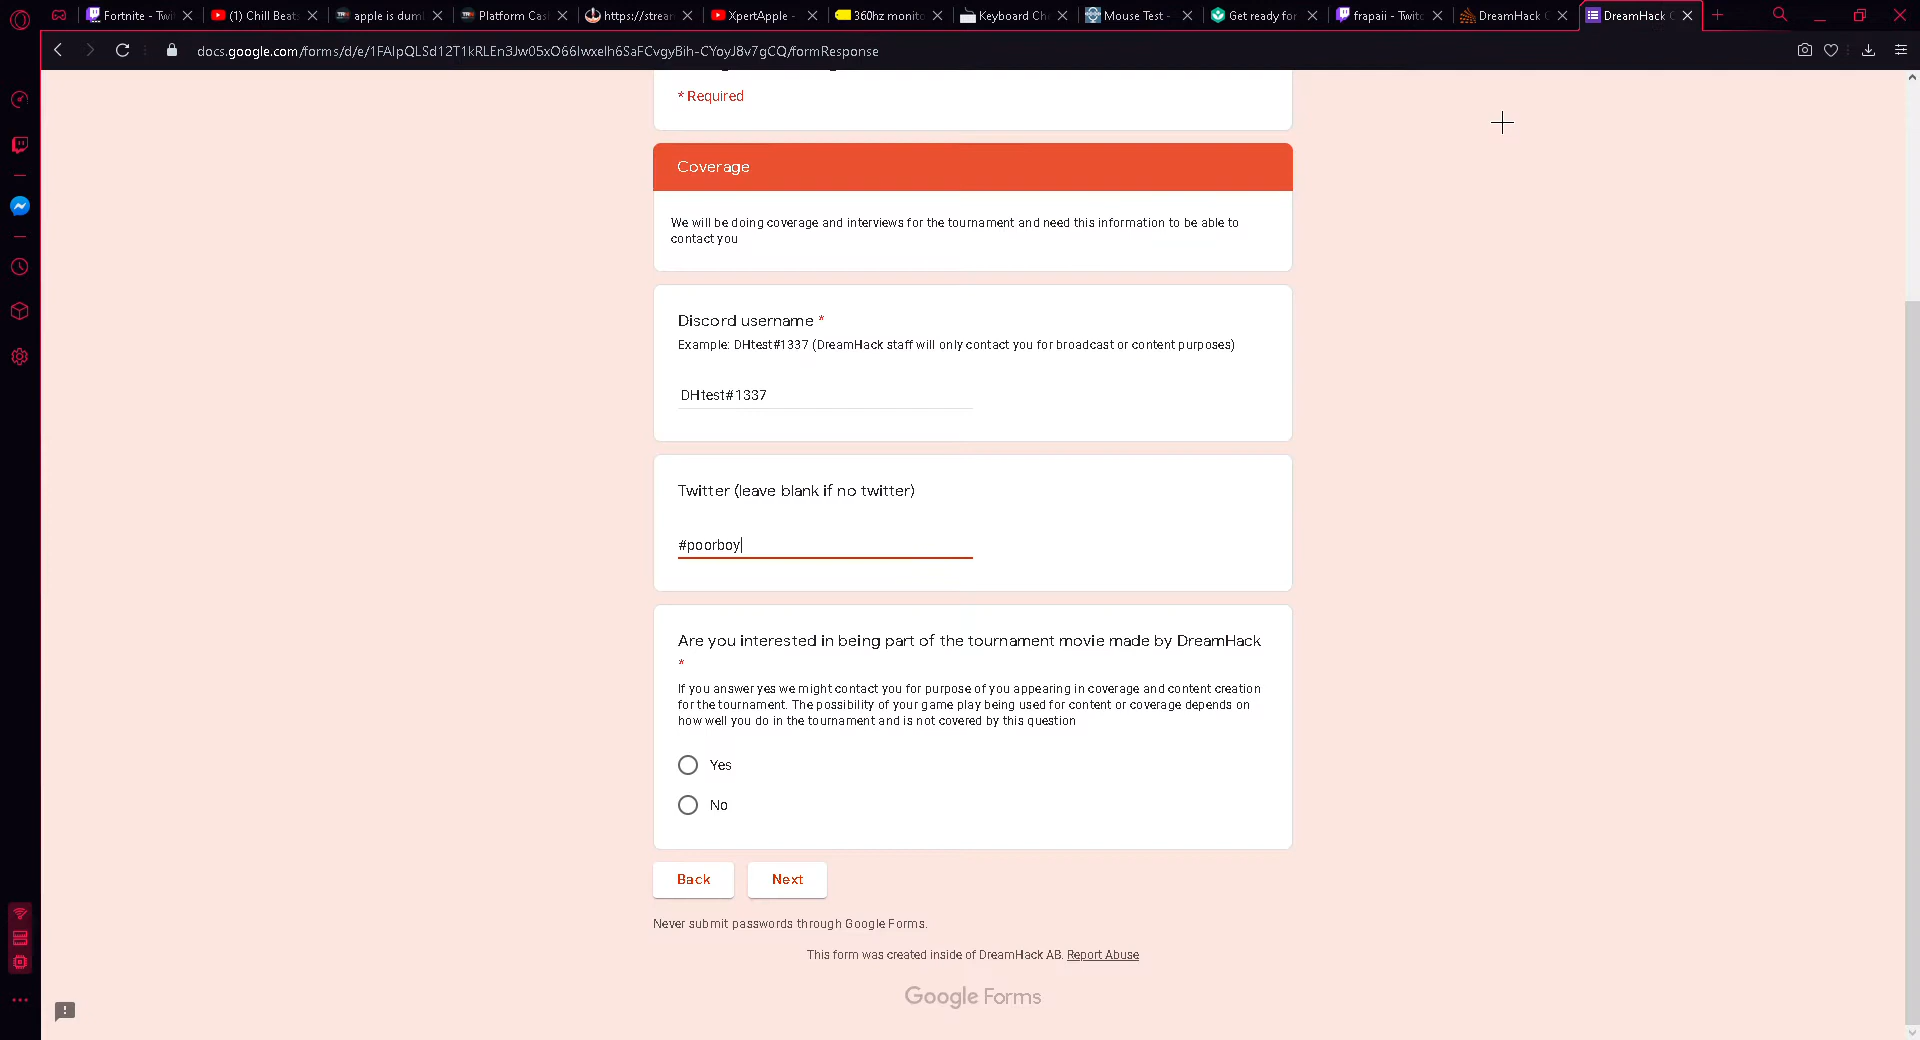 Fortnite - Twi
(1) Chill Beat
apple is dum
Platform Ca
https://strea
XpertApple -
360hz monito
Keyboard Ch
Mouse Test -
Get ready for
frapaii - Twitc
DreamHack
DreamHack
docs.google.com/forms/d/e/1FAIpQLSd12T1kRLEn3Jw05xO66Iwxelh6SaFCvgyBih-CYoyJ8v7gCQ/formResponse
* Required
Coverage
We will be doing coverage and interviews for the tournament and need this information to be able to
contact you
Discord username *
Example: DHtest#1337 (DreamHack staff will only contact you for broadcast or content purposes)
DHtest#1337
Twitter (leave blank if no twitter)
#poorboy
Are you interested in being part of the tournament movie made by DreamHack
*
If you answer yes we might contact you for purpose of you appearing in coverage and content creation
for the tournament. The possibility of your game play being used for content or coverage depends on
how well you do in the tournament and is not covered by this question
Yes
No
Back
Next
Never submit passwords through Google Forms.
This form was created inside of DreamHack AB. Report Abuse
Google Forms